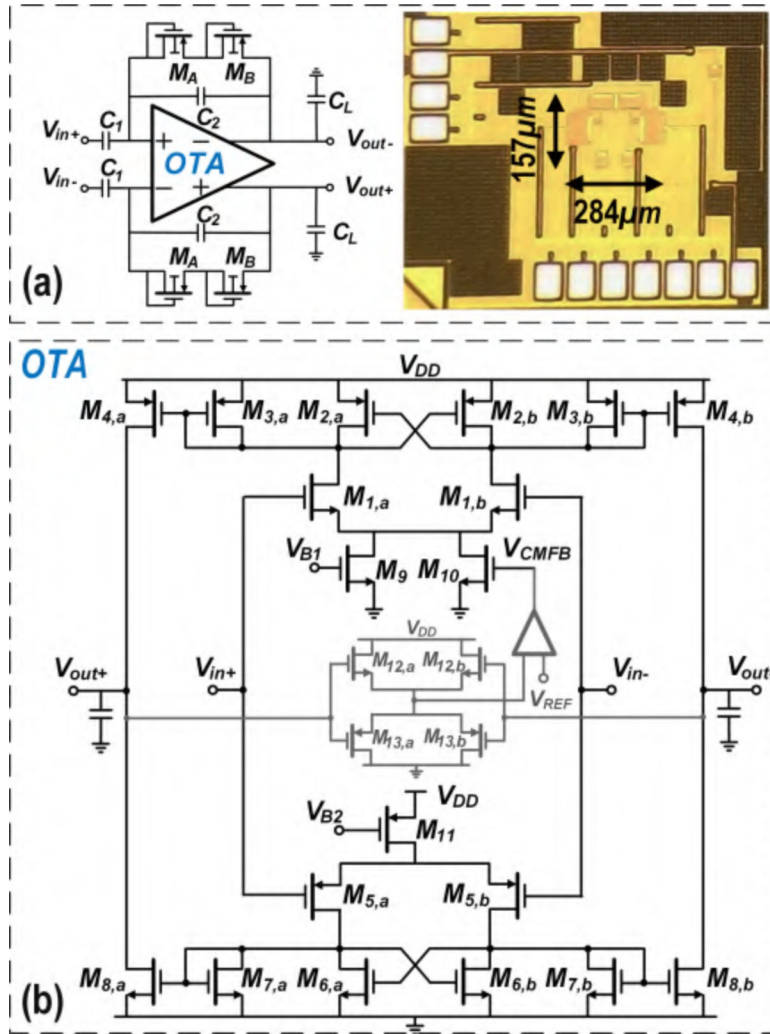 M_A M_B
C_1 C_2 C_L
V_in+ V_out-
OTA
V_in- V_out+
C_1 C_2
M_A M_B C_L
(a)
157μm
284μm
OTA
V_DD
M_4,a M_3,a M_2,a M_2,b M_3,b M_4,b
M_1,a M_1,b
V_B1 M_9 M_10 V_CMFB
V_DD
M_12,a M_12,b
V_out+ V_in+ V_in- V_out-
V_REF
M_13,a M_13,b
V_DD
V_B2 M_11
M_5,a M_5,b
M_8,a M_7,a M_6,a M_6,b M_7,b M_8,b
(b)